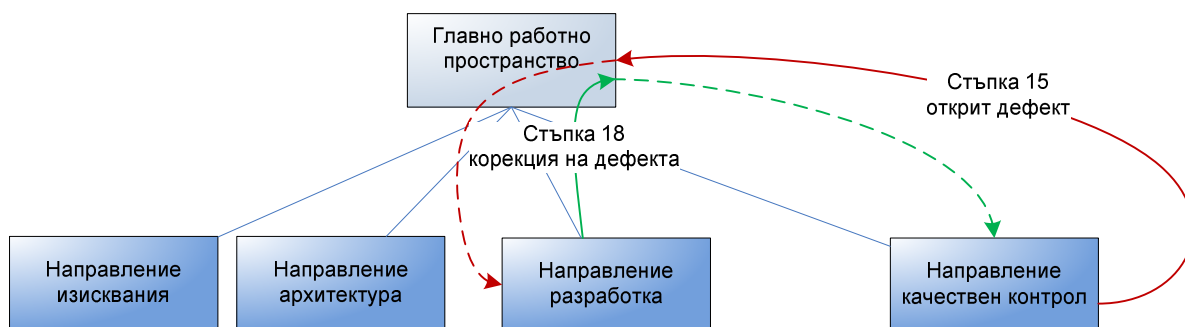 Главно работно
пространство
Стъпка 15
открит дефект
Стъпка 18
корекция на дефекта
Направление
изисквания
Направление
архитектура
Направление
разработка
Направление
качествен контрол